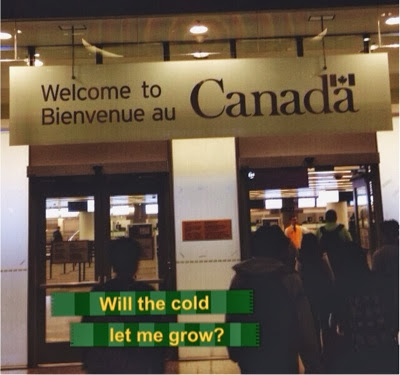 Welcome to
Bienvenue au
Canada
Will the cold
let me grow?